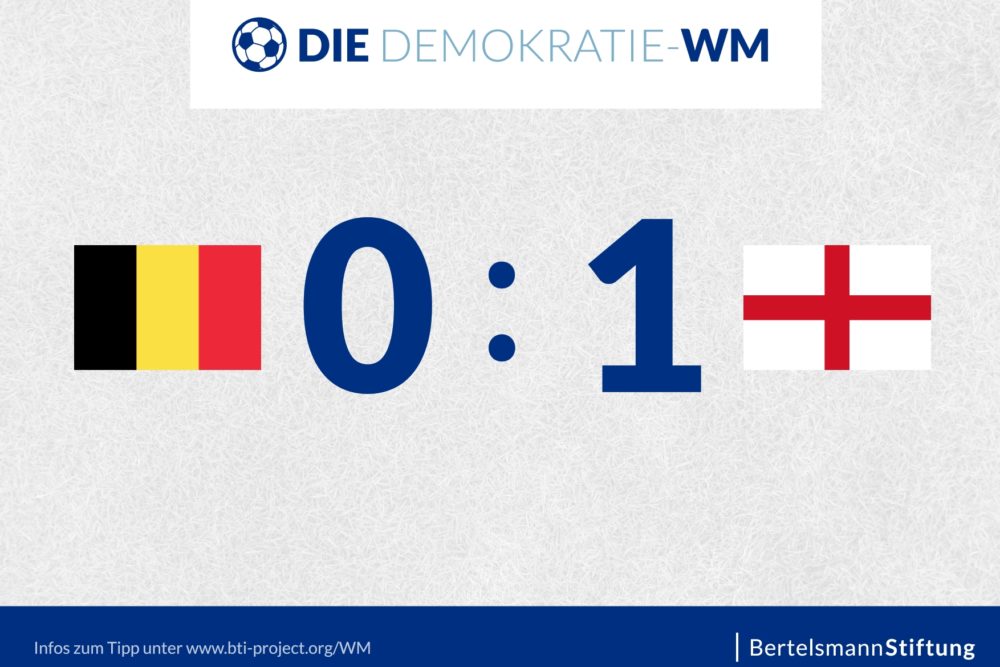 DIE DEMOKRATIE-WM
0 : 1
Infos zum Tipp unter www.bti-project.org/WM
| BertelsmannStiftung